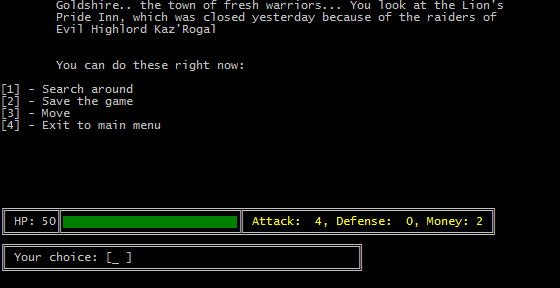 Goldshire.. the town of fresh warriors... You look at the Lion's
Pride Inn, which was closed yesterday because of the raiders of
Evil Highlord Kaz'Rogal
You can do these right now:
[1] - Search around
[2] - Save the game
[3] - Move
[4] - Exit to main menu
HP: 50 Attack:  4, Defense:  0, Money: 2
Your choice: [_ ]